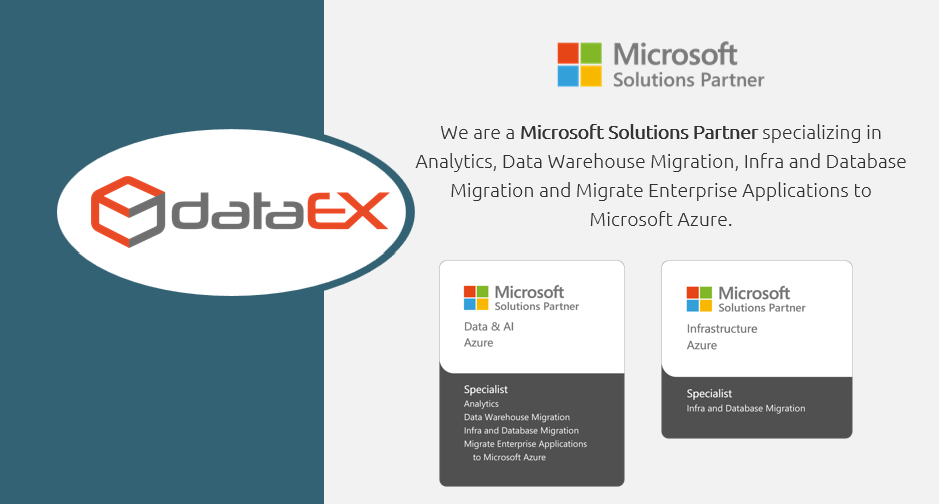 dataEX
Microsoft
Solutions Partner
We are a Microsoft Solutions Partner specializing in
Analytics, Data Warehouse Migration, Infra and Database
Migration and Migrate Enterprise Applications to
Microsoft Azure.
Microsoft
Solutions Partner
Data & AI
Azure
Specialist
Analytics
Data Warehouse Migration
Infra and Database Migration
Migrate Enterprise Applications
to Microsoft Azure
Microsoft
Solutions Partner
Infrastructure
Azure
Specialist
Infra and Database Migration